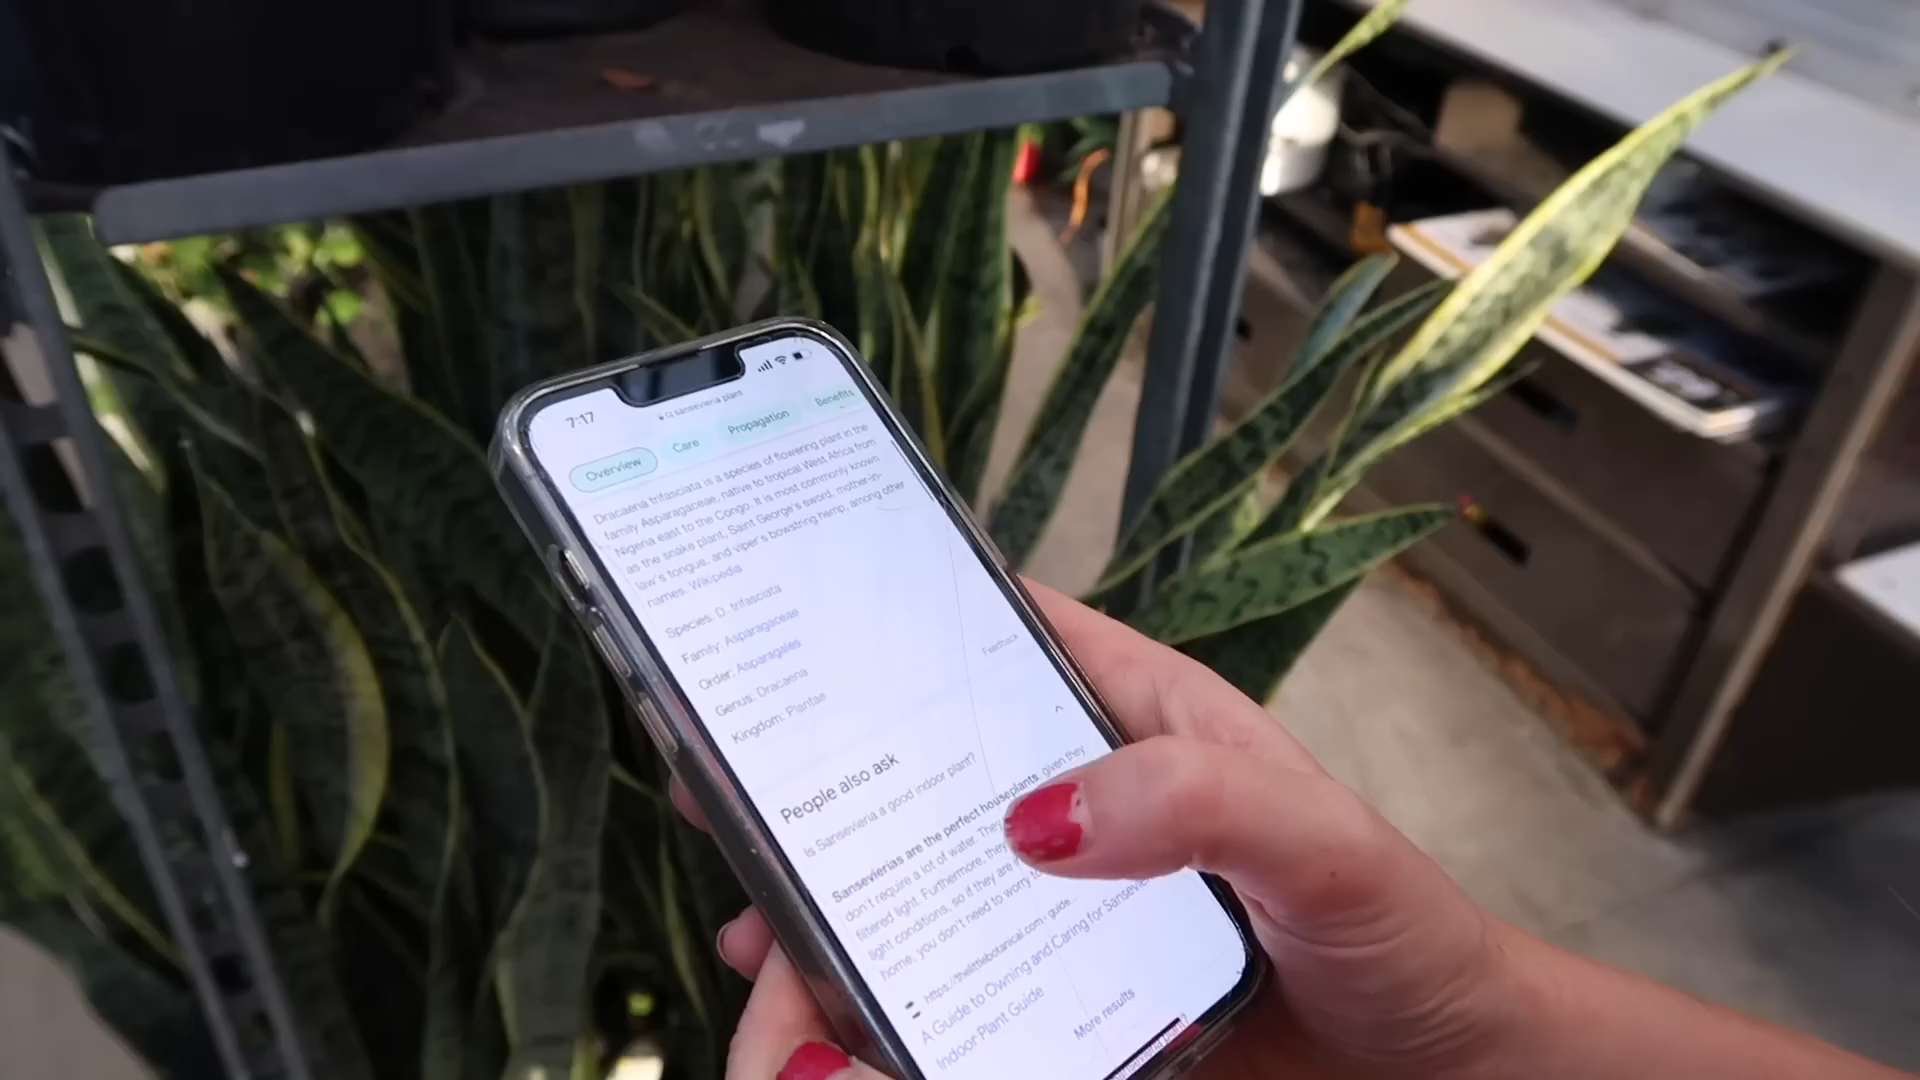 7:17
sansevieria plant
Overview Care Propagation Benefits
Dracaena trifasciata is a species of flowering plant in the
family Asparagaceae, native to tropical West Africa from
Nigeria east to the Congo. It is most commonly known
as the snake plant, Saint George's sword, mother-in-
law's tongue, and viper's bowstring hemp, among other
names. Wikipedia
Species: D. trifasciata
Family: Asparagaceae
Order: Asparagales
Genus: Dracaena
Kingdom: Plantae
Feedback
People also ask
Is Sansevieria a good indoor plant?
Sansevierias are the perfect houseplants, given they
don't require a lot of water. They
filtered light. Furthermore, they
light conditions, so if they are
home, you don't need to worry
https://thelittlebotanical.com › guide...
A Guide to Owning and Caring for Sansevieria
Indoor Plant Guide
More results